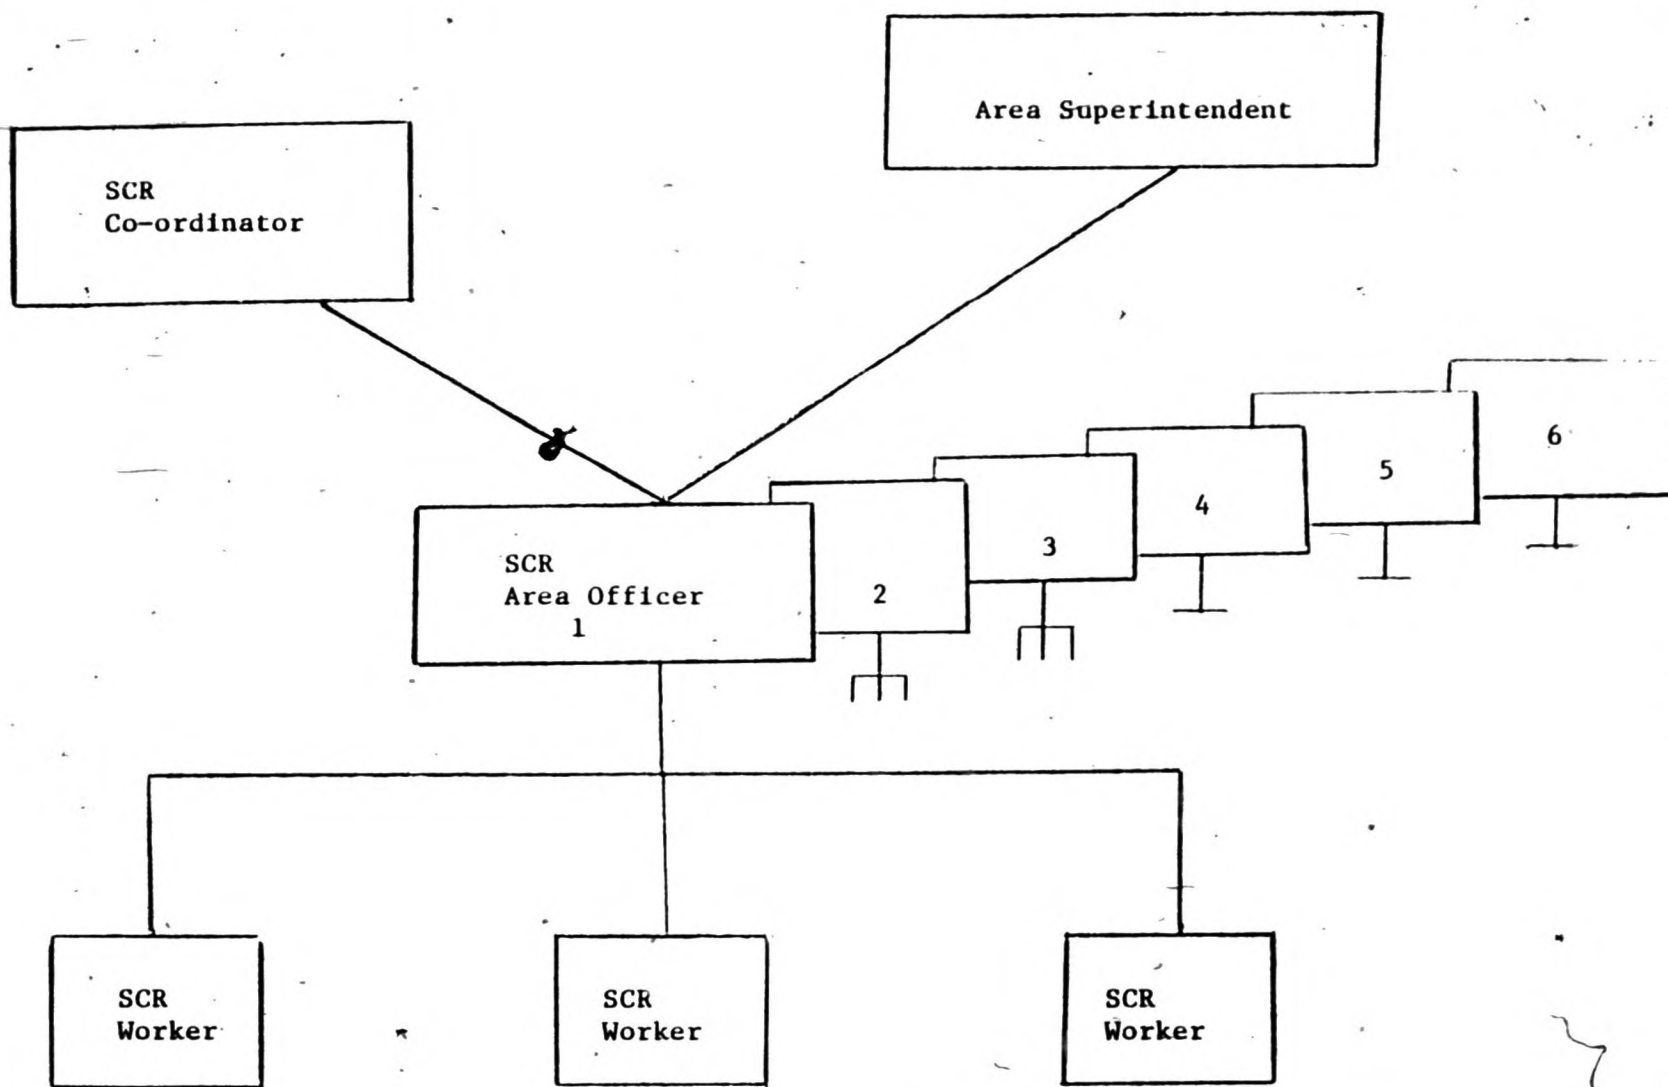 Area Superintendent
SCR
Co-ordinator
SCR
Area Officer
1
2
3
4
5
6
SCR
Worker
SCR
Worker
SCR
Worker